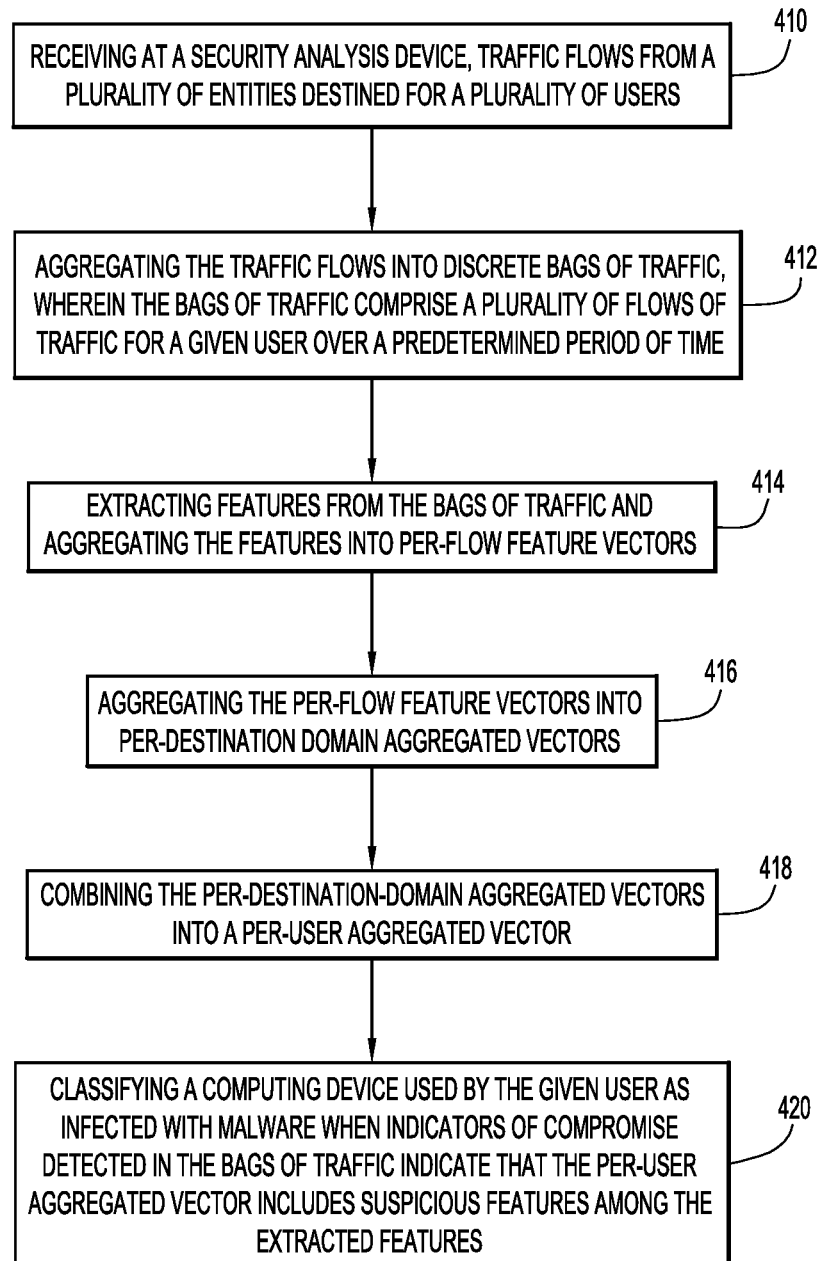 410
RECEIVING AT A SECURITY ANALYSIS DEVICE, TRAFFIC FLOWS FROM A
PLURALITY OF ENTITIES DESTINED FOR A PLURALITY OF USERS
412
AGGREGATING THE TRAFFIC FLOWS INTO DISCRETE BAGS OF TRAFFIC,
WHEREIN THE BAGS OF TRAFFIC COMPRISE A PLURALITY OF FLOWS OF
TRAFFIC FOR A GIVEN USER OVER A PREDETERMINED PERIOD OF TIME
414
EXTRACTING FEATURES FROM THE BAGS OF TRAFFIC AND
AGGREGATING THE FEATURES INTO PER-FLOW FEATURE VECTORS
416
AGGREGATING THE PER-FLOW FEATURE VECTORS INTO
PER-DESTINATION DOMAIN AGGREGATED VECTORS
418
COMBINING THE PER-DESTINATION-DOMAIN AGGREGATED VECTORS
INTO A PER-USER AGGREGATED VECTOR
420
CLASSIFYING A COMPUTING DEVICE USED BY THE GIVEN USER AS
INFECTED WITH MALWARE WHEN INDICATORS OF COMPROMISE
DETECTED IN THE BAGS OF TRAFFIC INDICATE THAT THE PER-USER
AGGREGATED VECTOR INCLUDES SUSPICIOUS FEATURES AMONG THE
EXTRACTED FEATURES